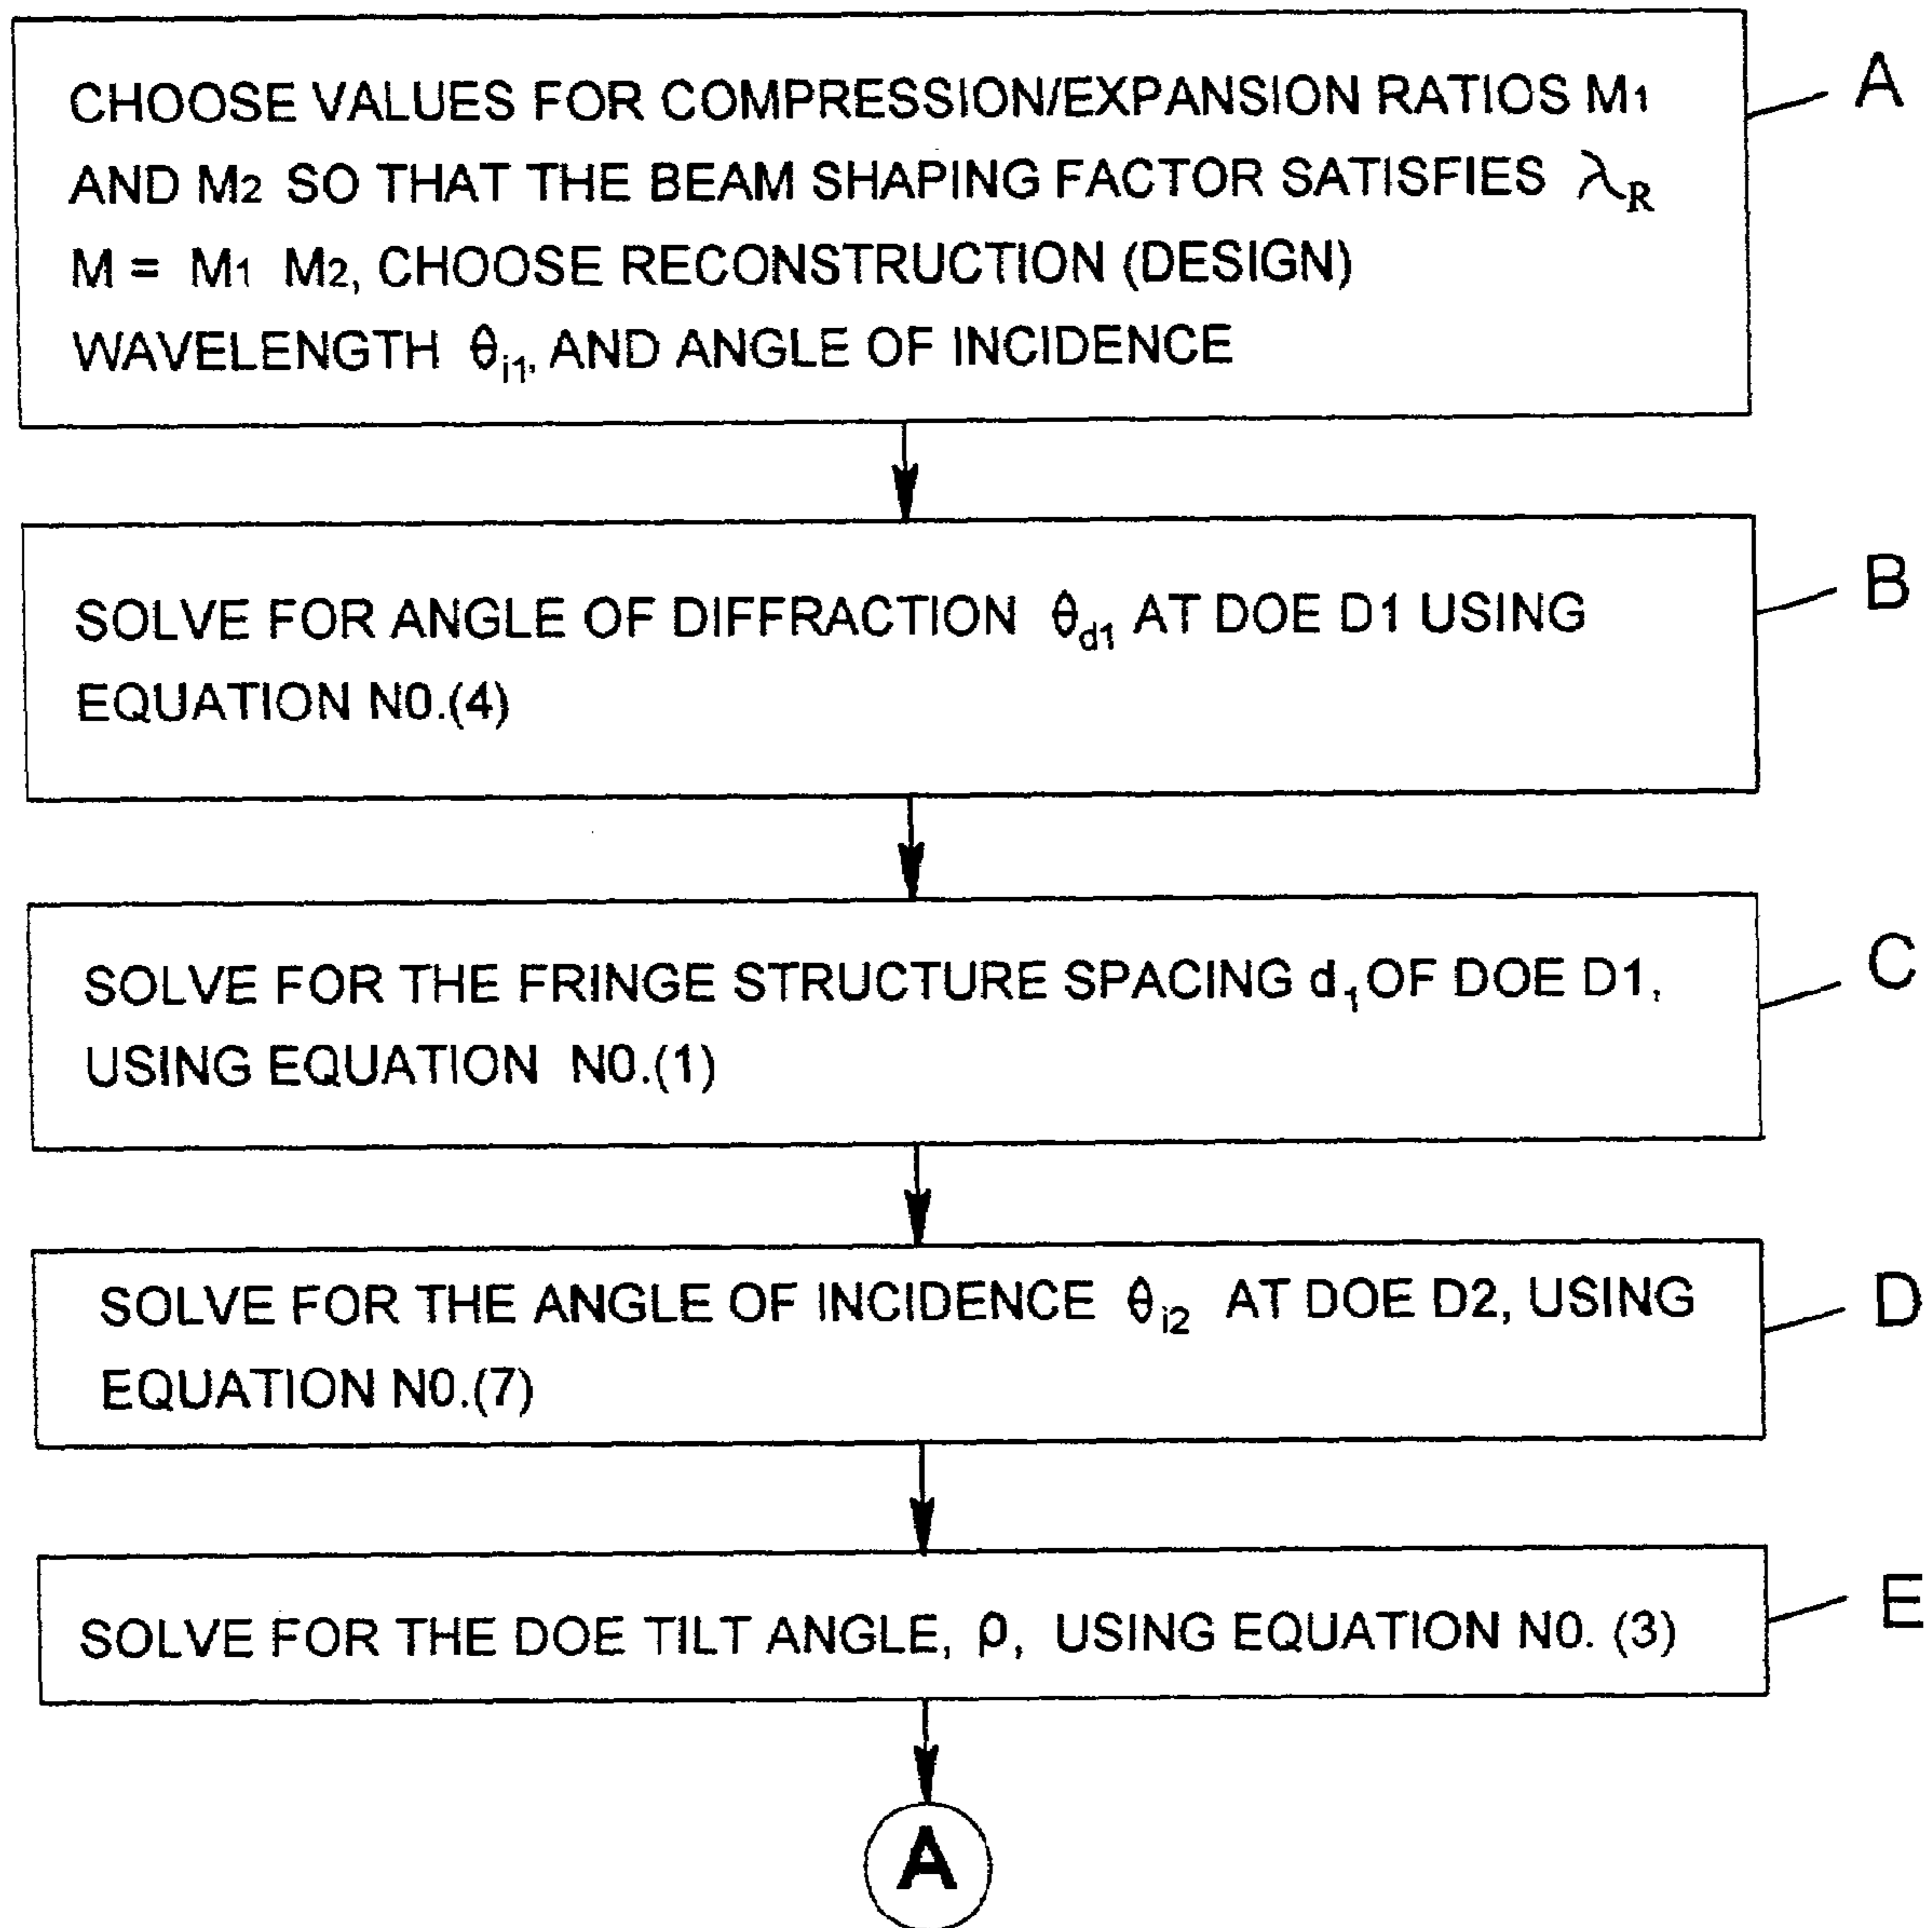 CHOOSE VALUES FOR COMPRESSION/EXPANSION RATIOS M1
AND M2 SO THAT THE BEAM SHAPING FACTOR SATISFIES λR
M = M1 M2, CHOOSE RECONSTRUCTION (DESIGN)
WAVELENGTH θi1, AND ANGLE OF INCIDENCE
A
SOLVE FOR ANGLE OF DIFFRACTION θd1 AT DOE D1 USING
EQUATION N0.(4)
B
SOLVE FOR THE FRINGE STRUCTURE SPACING d1 OF DOE D1,
USING EQUATION N0.(1)
C
SOLVE FOR THE ANGLE OF INCIDENCE θi2 AT DOE D2, USING
EQUATION N0.(7)
D
SOLVE FOR THE DOE TILT ANGLE, ρ, USING EQUATION N0. (3)
E
A